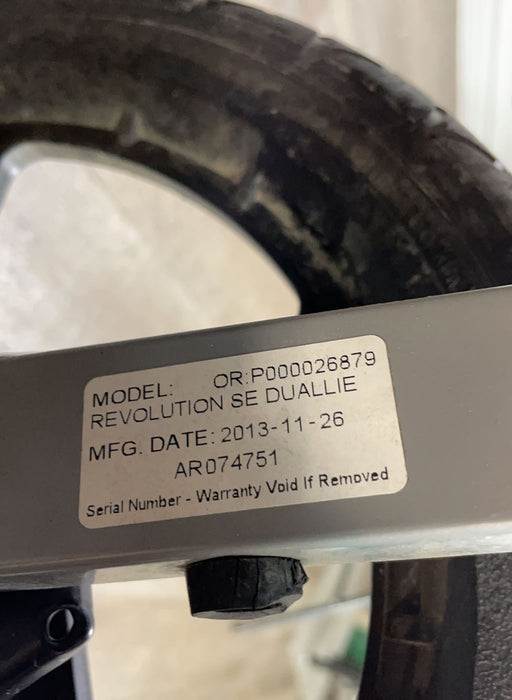 MODEL: OR:P000026879
REVOLUTION SE DUALLIE
MFG. DATE: 2013-11-26
AR074751
Serial Number - Warranty Void If Removed